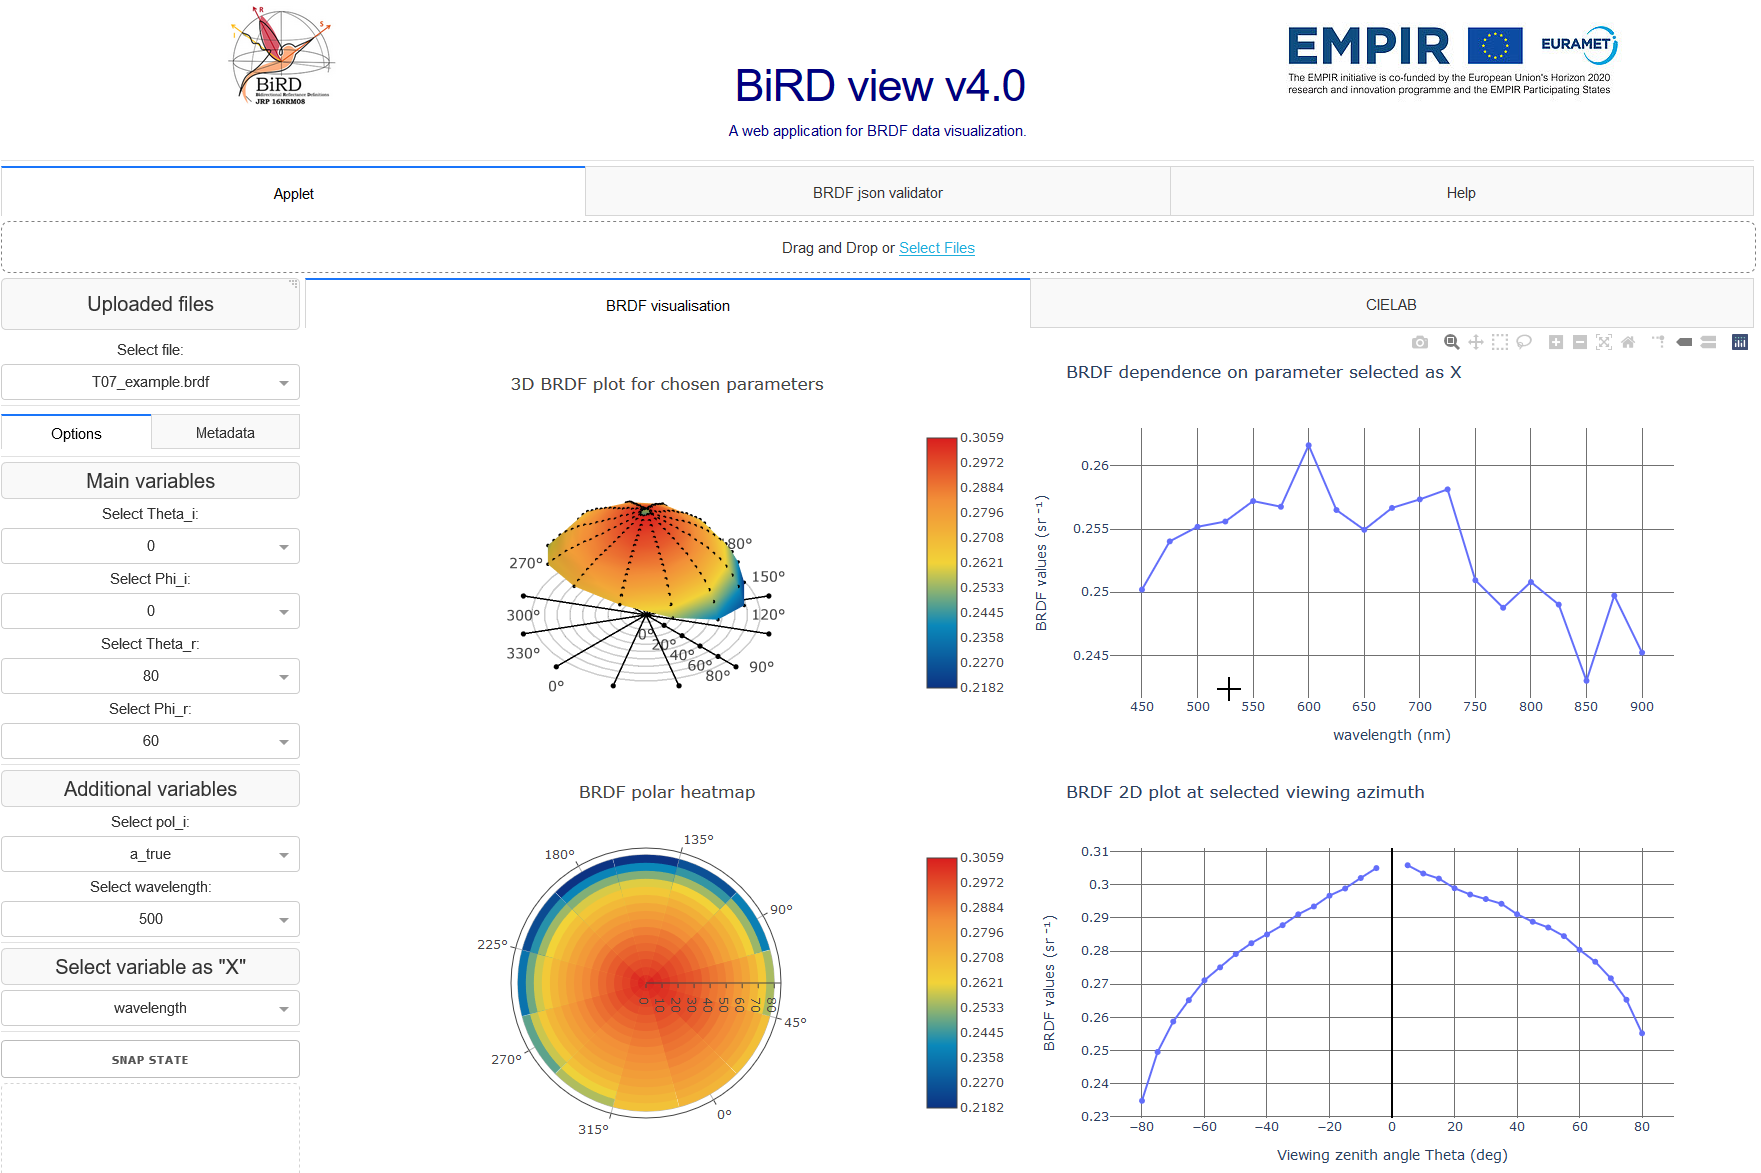 R
S
I
BiRD
Bidirectional Reflectance Definitions
JRP 16NRM08
BiRD view v4.0
A web application for BRDF data visualization.
EMPIR
EURAMET
The EMPIR initiative is co-funded by the European Union's Horizon 2020
research and innovation programme and the EMPIR Participating States
Applet
BRDF json validator
Help
Drag and Drop or Select Files
Uploaded files
Select file:
T07_example.brdf
Options
Metadata
Main variables
Select Theta_i:
0
Select Phi_i:
0
Select Theta_r:
80
Select Phi_r:
60
Additional variables
Select pol_i:
a_true
Select wavelength:
500
Select variable as "X"
wavelength
SNAP STATE
BRDF visualisation
CIELAB
3D BRDF plot for chosen parameters
270°
300°
330°
0°
80°
150°
120°
90°
0°
20°
40°
60°
80°
0.3059
0.2972
0.2884
0.2796
0.2708
0.2621
0.2533
0.2445
0.2358
0.2270
0.2182
BRDF dependence on parameter selected as X
BRDF values (sr⁻¹)
0.26
0.255
0.25
0.245
450 500 550 600 650 700 750 800 850 900
wavelength (nm)
BRDF polar heatmap
135°
180°
90°
225°
45°
270°
0°
315°
0 10 20 30 40 50 60 70 80
0.3059
0.2972
0.2884
0.2796
0.2708
0.2621
0.2533
0.2445
0.2358
0.2270
0.2182
BRDF 2D plot at selected viewing azimuth
BRDF values (sr⁻¹)
0.31
0.3
0.29
0.28
0.27
0.26
0.25
0.24
0.23
−80 −60 −40 −20 0 20 40 60 80
Viewing zenith angle Theta (deg)